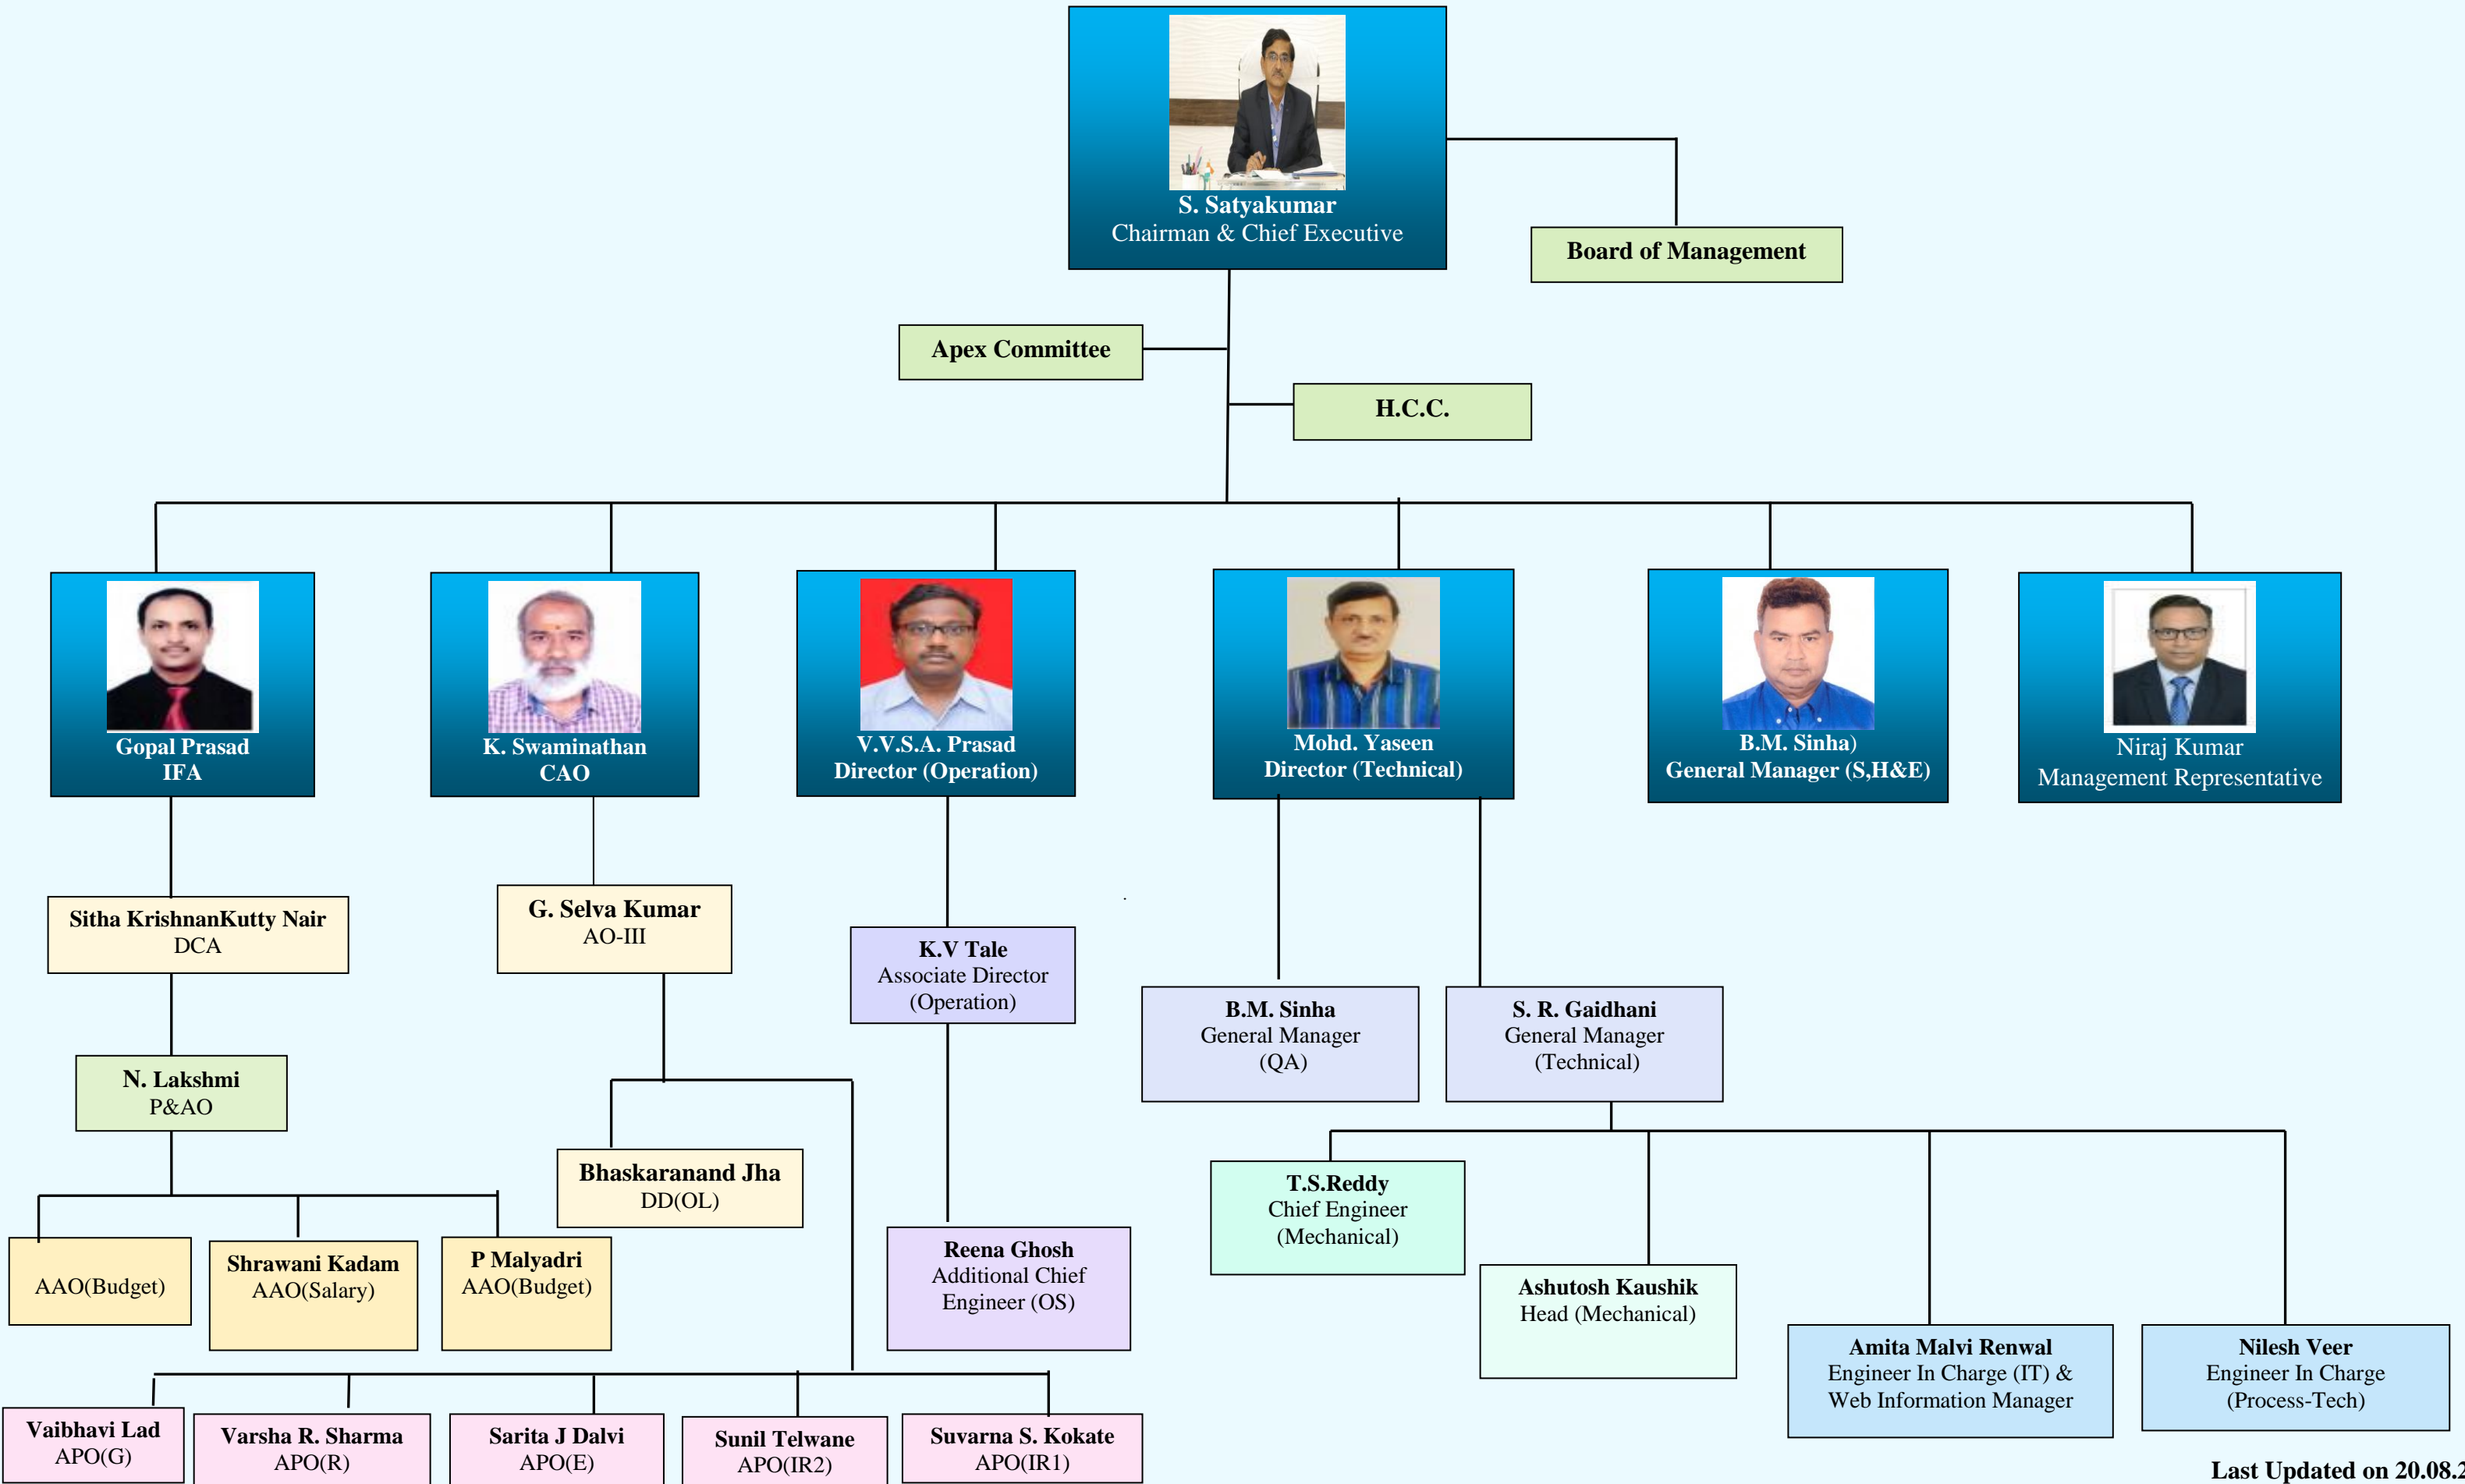 S. Satyakumar
Chairman & Chief Executive
Board of Management
Apex Committee
H.C.C.
Gopal Prasad
IFA
K. Swaminathan
CAO
V.V.S.A. Prasad
Director (Operation)
Mohd. Yaseen
Director (Technical)
B.M. Sinha)
General Manager (S,H&E)
Niraj Kumar
Management Representative
Sitha KrishnanKutty Nair
DCA
G. Selva Kumar
AO-III
K.V Tale
Associate Director
(Operation)
B.M. Sinha
General Manager
(QA)
S. R. Gaidhani
General Manager
(Technical)
N. Lakshmi
P&AO
Bhaskaranand Jha
DD(OL)
T.S.Reddy
Chief Engineer
(Mechanical)
AAO(Budget)
Shrawani Kadam
AAO(Salary)
P Malyadri
AAO(Budget)
Reena Ghosh
Additional Chief
Engineer (OS)
Ashutosh Kaushik
Head (Mechanical)
Amita Malvi Renwal
Engineer In Charge (IT) &
Web Information Manager
Nilesh Veer
Engineer In Charge
(Process-Tech)
Vaibhavi Lad
APO(G)
Varsha R. Sharma
APO(R)
Sarita J Dalvi
APO(E)
Sunil Telwane
APO(IR2)
Suvarna S. Kokate
APO(IR1)
Last Updated on 20.08.2